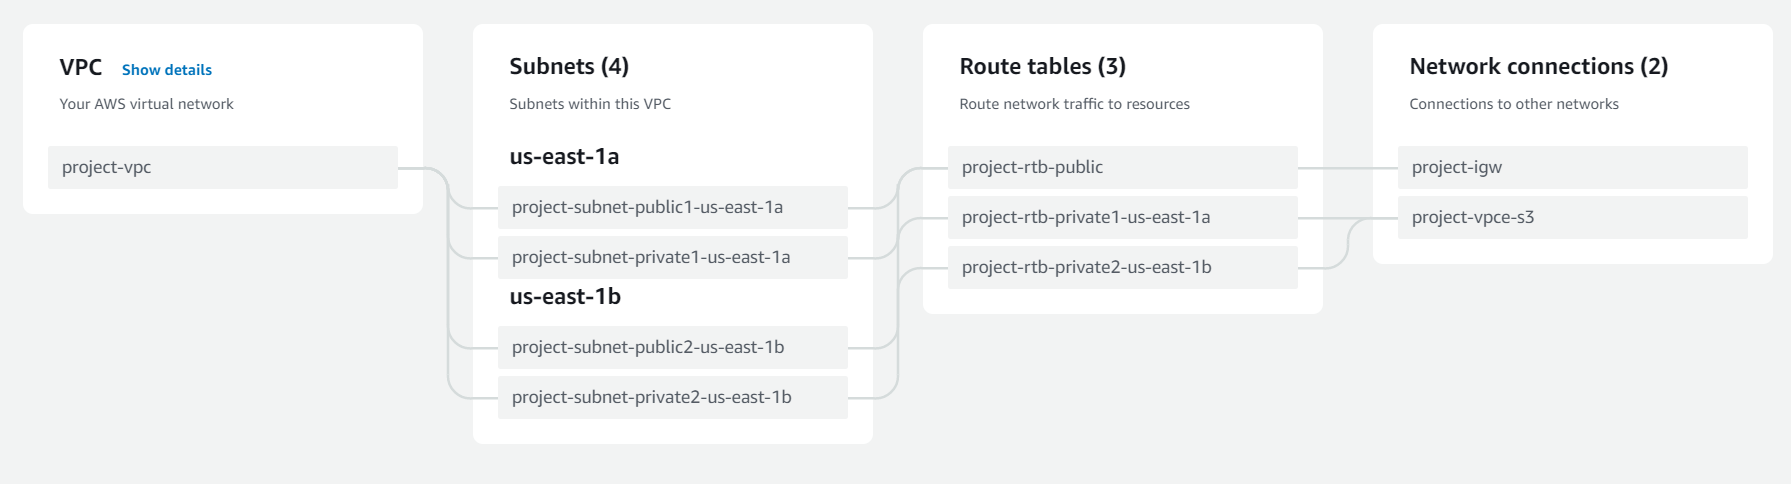 VPC Show details
Your AWS virtual network
project-vpc
Subnets (4)
Subnets within this VPC
us-east-1a
project-subnet-public1-us-east-1a
project-subnet-private1-us-east-1a
us-east-1b
project-subnet-public2-us-east-1b
project-subnet-private2-us-east-1b
Route tables (3)
Route network traffic to resources
project-rtb-public
project-rtb-private1-us-east-1a
project-rtb-private2-us-east-1b
Network connections (2)
Connections to other networks
project-igw
project-vpce-s3